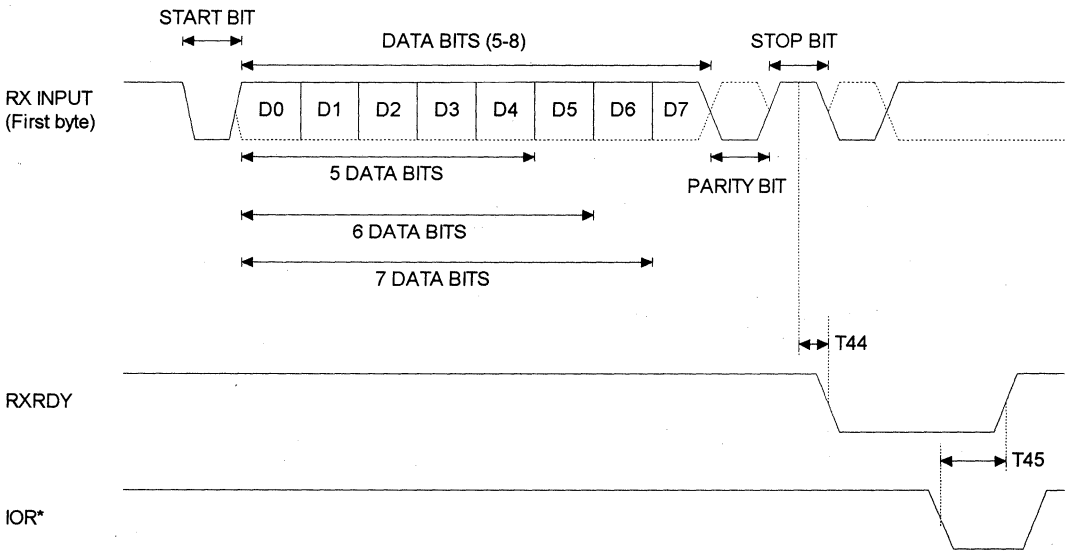 START BIT
DATA BITS (5-8)
STOP BIT
RX INPUT
(First byte)
D0 D1 D2 D3 D4 D5 D6 D7
5 DATA BITS
PARITY BIT
6 DATA BITS
7 DATA BITS
T44
RXRDY
T45
IOR*